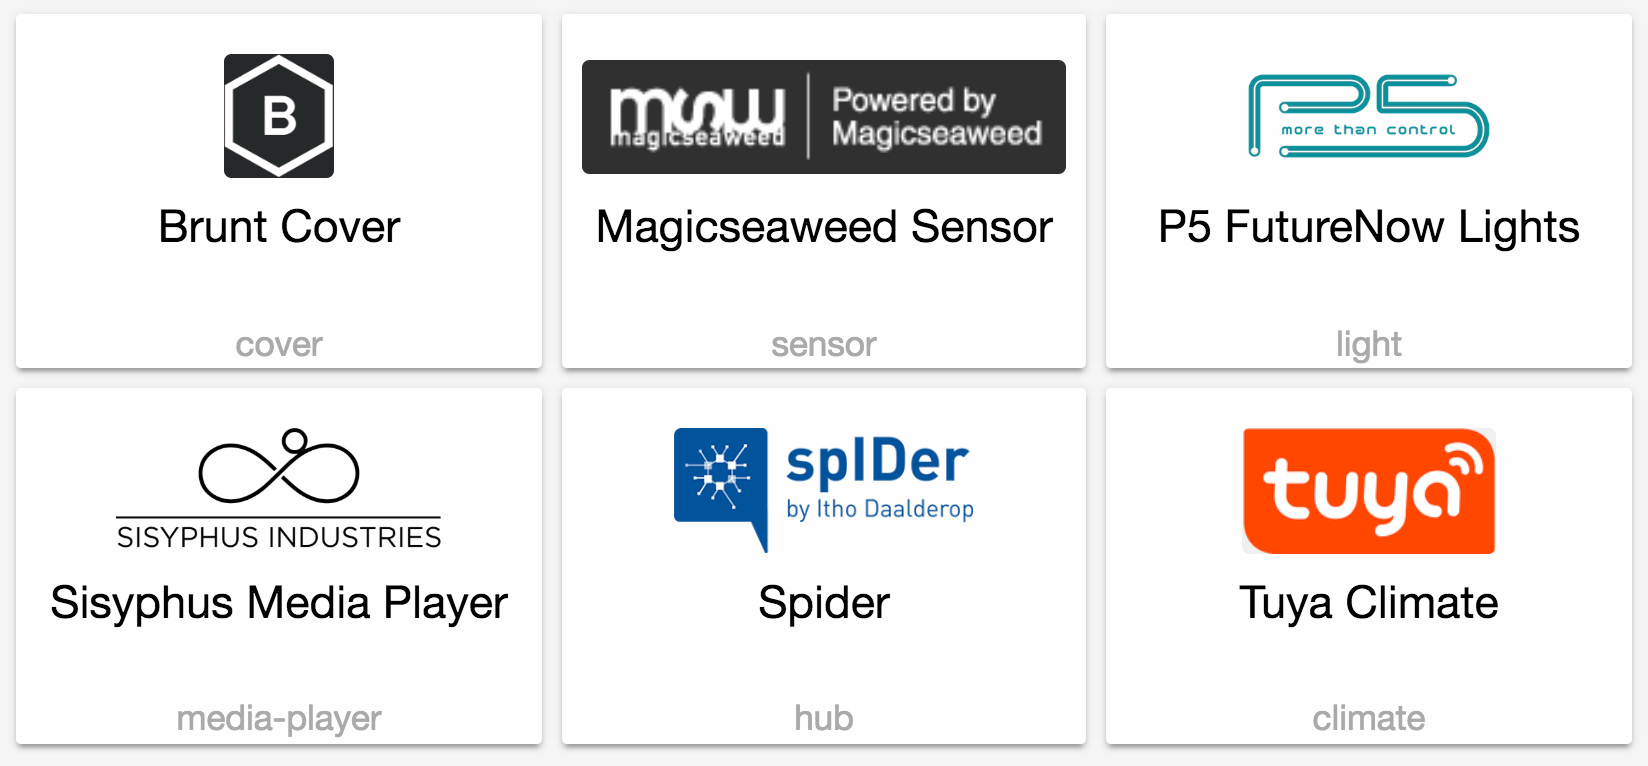 B
msw
magicseaweed
Powered by
Magicseaweed
P5
more than control
Brunt Cover
Magicseaweed Sensor
P5 FutureNow Lights
cover
sensor
light
SISYPHUS INDUSTRIES
spIDer
by Itho Daalderop
tuya
Sisyphus Media Player
Spider
Tuya Climate
media-player
hub
climate